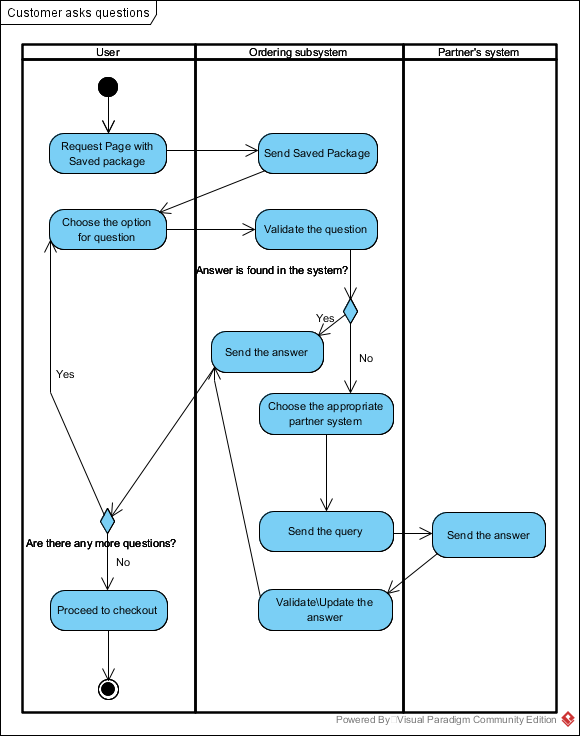 Customer asks questions
User
Ordering subsystem
Partner's system
Request Page with
Saved package
Send Saved Package
Choose the option
for question
Validate the question
Answer is found in the system?
Yes
Send the answer
No
Yes
Choose the appropriate
partner system
Send the query
Send the answer
Are there any more questions?
No
Proceed to checkout
Validate\Update the
answer
Powered By Visual Paradigm Community Edition